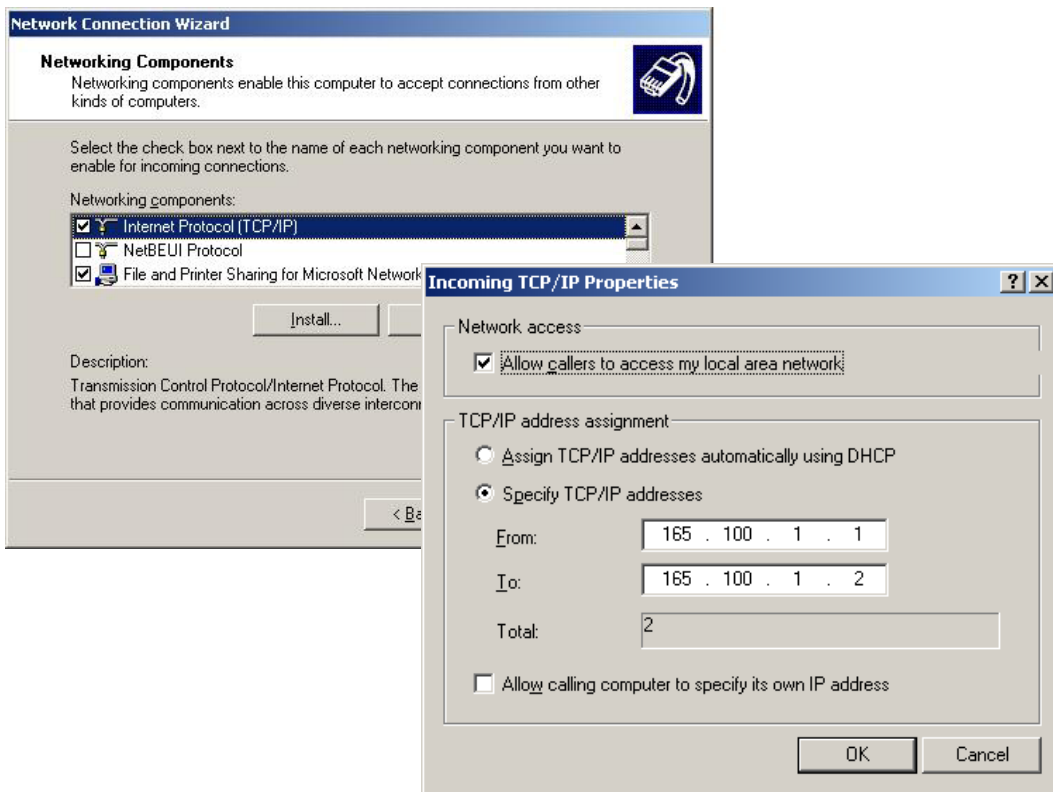 Network Connection Wizard
Networking Components
Networking components enable this computer to accept connections from other
kinds of computers.
Select the check box next to the name of each networking component you want to
enable for incoming connections.
Networking components:
Internet Protocol (TCP/IP)
NetBEUI Protocol
File and Printer Sharing for Microsoft Network
Install...
Description:
Transmission Control Protocol/Internet Protocol. The
that provides communication across diverse
< Ba
Incoming TCP/IP Properties
Network access
Allow callers to access my local area network
TCP/IP address assignment
Assign TCP/IP addresses automatically using DHCP
Specify TCP/IP addresses
From: 165 . 100 . 1 . 1
To: 165 . 100 . 1 . 2
Total: 2
Allow calling computer to specify its own IP address
OK Cancel